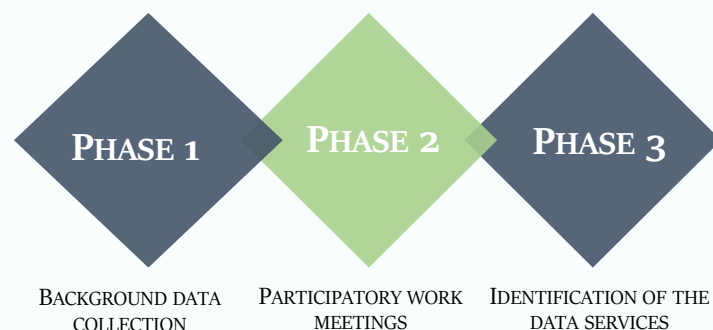 PHASE 1
PHASE 2
PHASE 3
BACKGROUND DATA
COLLECTION
PARTICIPATORY WORK
MEETINGS
IDENTIFICATION OF THE
DATA SERVICES